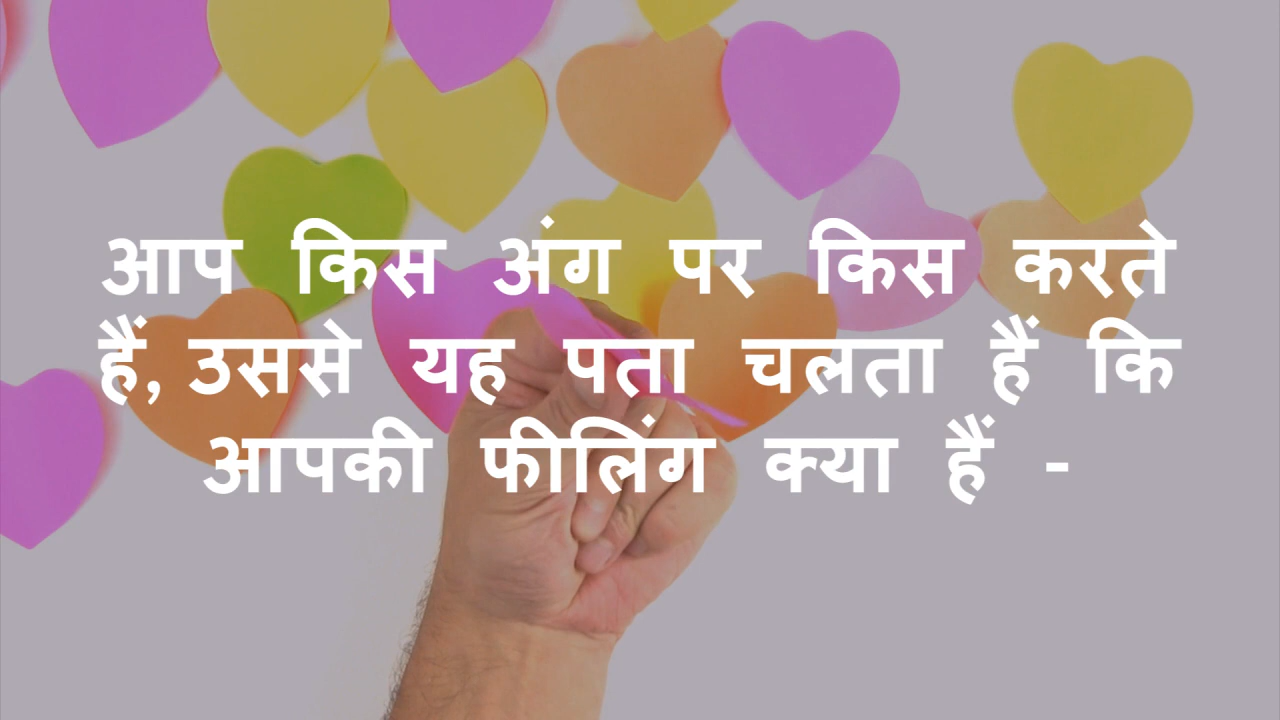 आप किस अंग पर किस करते
हैं, उससे यह पता चलता हैं कि
आपकी फीलिंग क्या हैं -